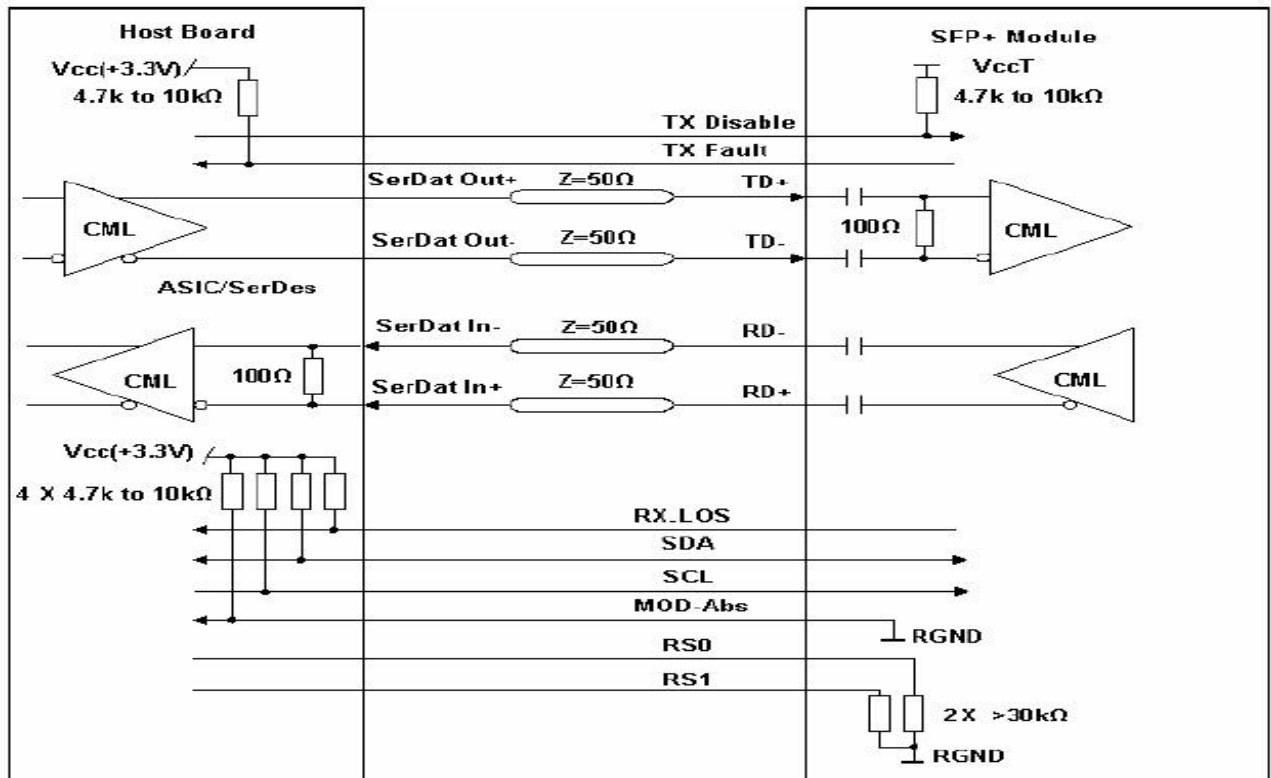 Host Board
SFP+ Module
Vcc(+3.3V)
4.7k to 10kΩ
VccT
4.7k to 10kΩ
TX Disable
TX Fault
SerDat Out+
Z=50Ω
TD+
CML
100Ω
CML
SerDat Out-
Z=50Ω
TD-
ASIC/SerDes
SerDat In-
Z=50Ω
RD-
CML
100Ω
SerDat In+
Z=50Ω
RD+
CML
Vcc(+3.3V)
4 X 4.7k to 10kΩ
RX_LOS
SDA
SCL
MOD-Abs
RGND
RS0
RS1
2X >30kΩ
RGND